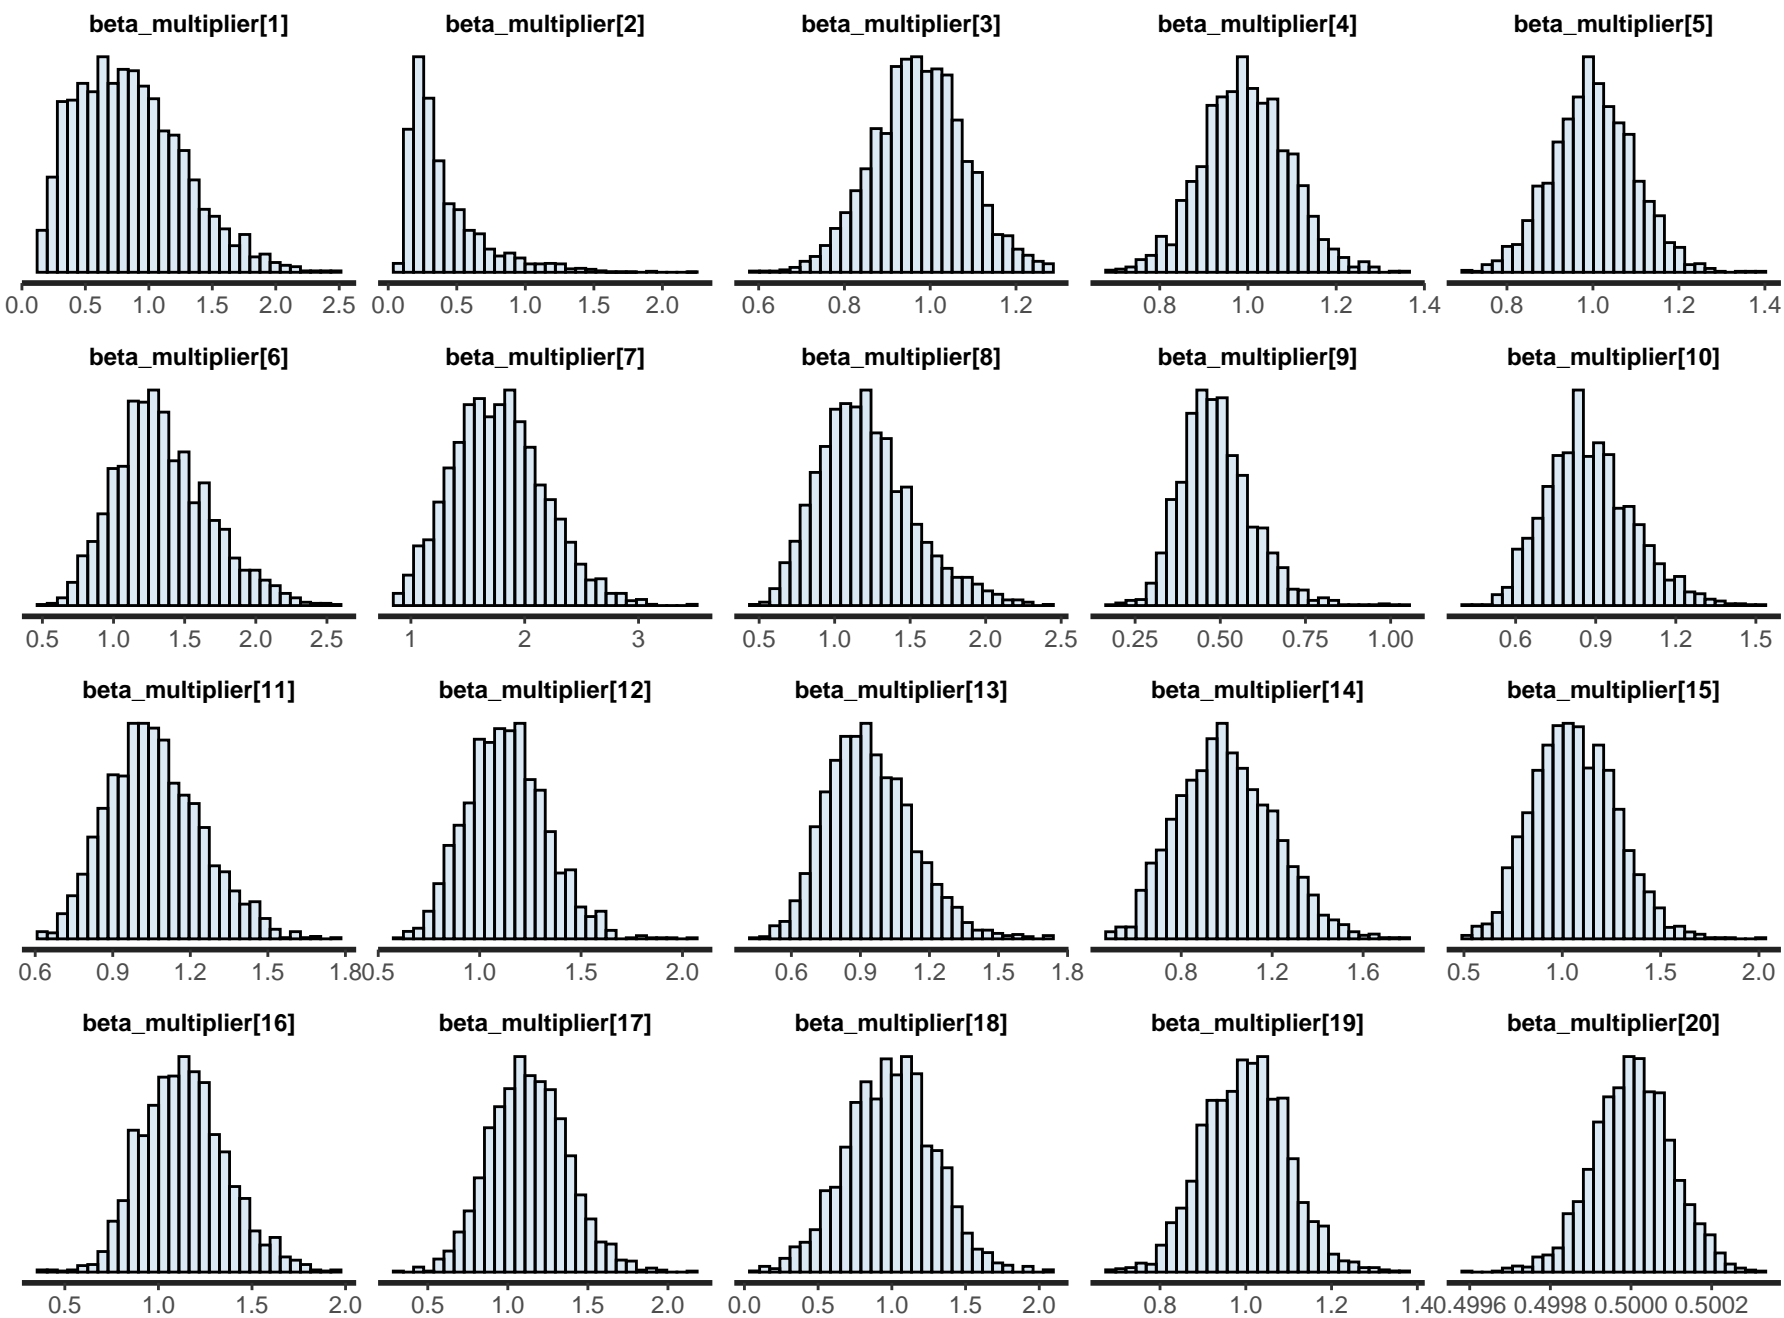 beta_multiplier[1] beta_multiplier[2] beta_multiplier[3] beta_multiplier[4] beta_multiplier[5]
0.0 0.5 1.0 1.5 2.0 2.5 0.0 0.5 1.0 1.5 2.0 0.6 0.8 1.0 1.2 0.8 1.0 1.2 1.4 0.8 1.0 1.2 1.4
beta_multiplier[6] beta_multiplier[7] beta_multiplier[8] beta_multiplier[9] beta_multiplier[10]
0.5 1.0 1.5 2.0 2.5 1 2 3 0.5 1.0 1.5 2.0 2.5 0.25 0.50 0.75 1.00 0.6 0.9 1.2 1.5
beta_multiplier[11] beta_multiplier[12] beta_multiplier[13] beta_multiplier[14] beta_multiplier[15]
0.6 0.9 1.2 1.5 1.8 0.5 1.0 1.5 2.0 0.6 0.9 1.2 1.5 1.8 0.8 1.2 1.6 0.5 1.0 1.5 2.0
beta_multiplier[16] beta_multiplier[17] beta_multiplier[18] beta_multiplier[19] beta_multiplier[20]
0.5 1.0 1.5 2.0 0.5 1.0 1.5 2.0 0.0 0.5 1.0 1.5 2.0 0.8 1.0 1.2 1.4 0.4996 0.4998 0.5000 0.5002